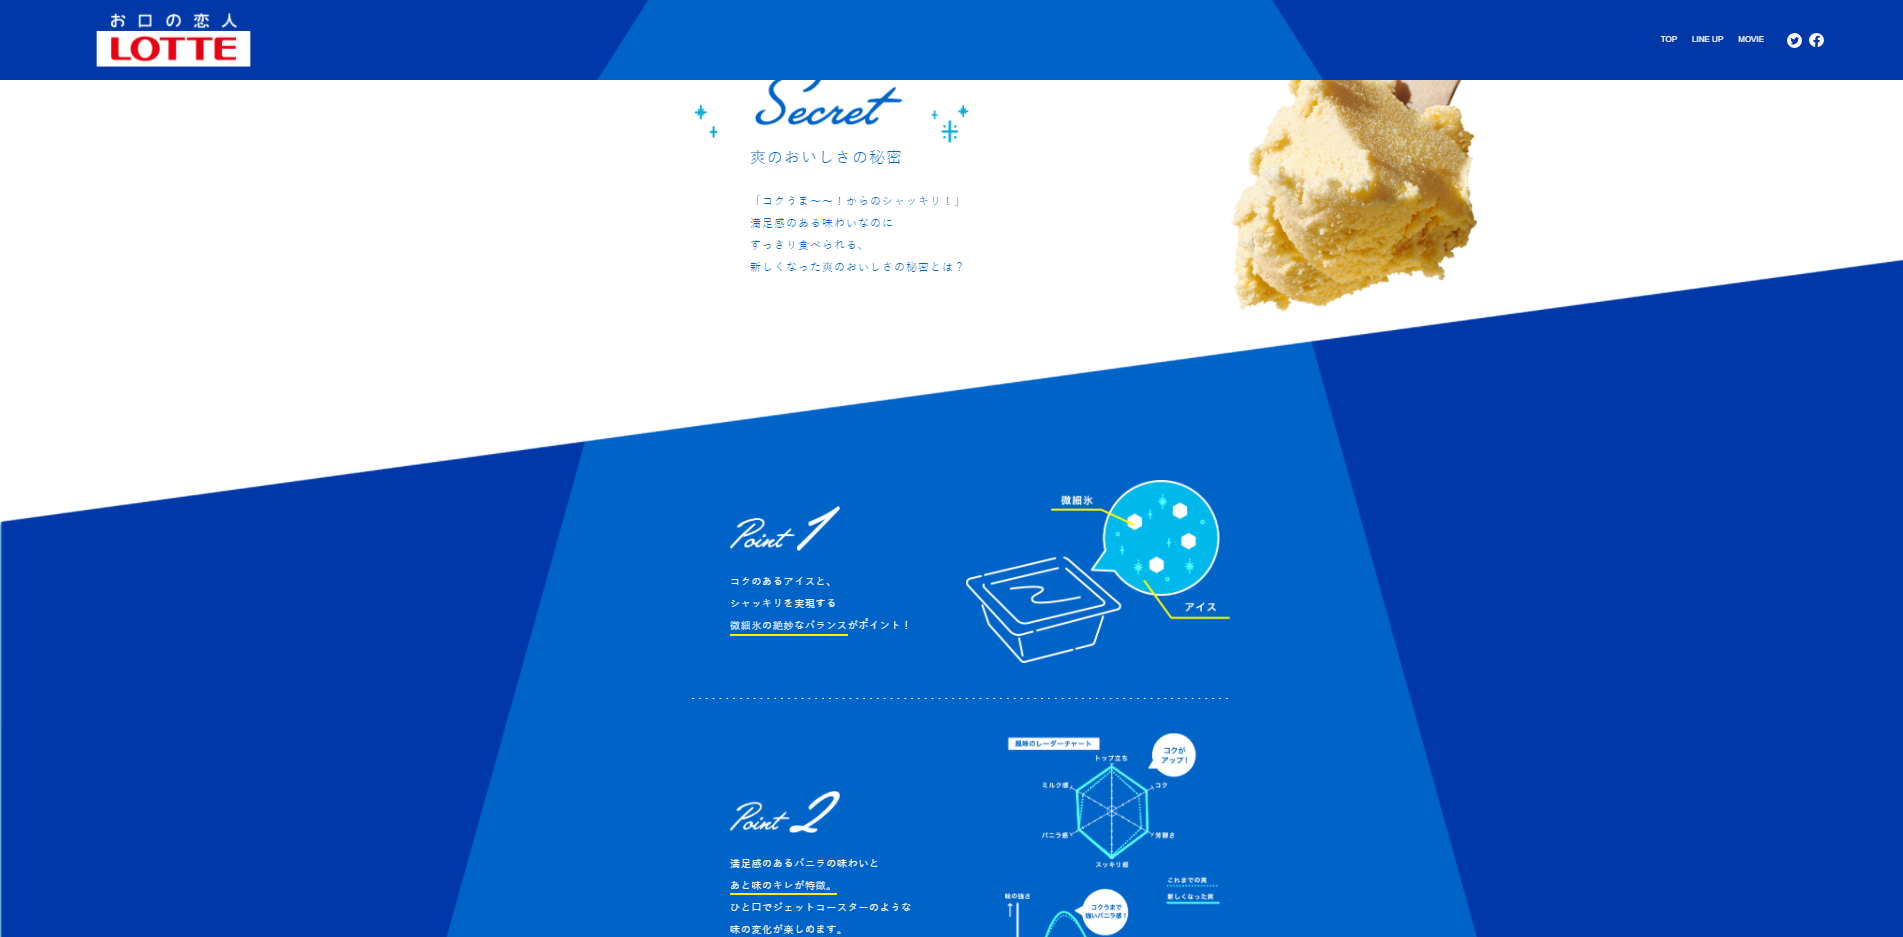 お口の恋人
LOTTE
TOP
LINE UP
MOVIE
Secret
爽のおいしさの秘密
「コクうま〜〜！からのシャッキリ！」
満足感のある味わいなのに
すっきり食べられる、
新しくなった爽のおいしさの秘密とは？
Point 1
コクのあるアイスと、
シャッキリを実現する
微細氷の絶妙なバランスがポイント！
微細氷
アイス
Point 2
満足感のあるバニラの味わいと
あと味のキレが特徴。
ひと口でジェットコースターのような
味の変化が楽しめます。
風味のレーダーチャート
コクが
アップ！
トップ立ち
ミルク感
コク
バニラ感
芳醇さ
スッキリ感
これまでの爽
新しくなった爽
味の強さ
コクうまで
強いバニラ感！